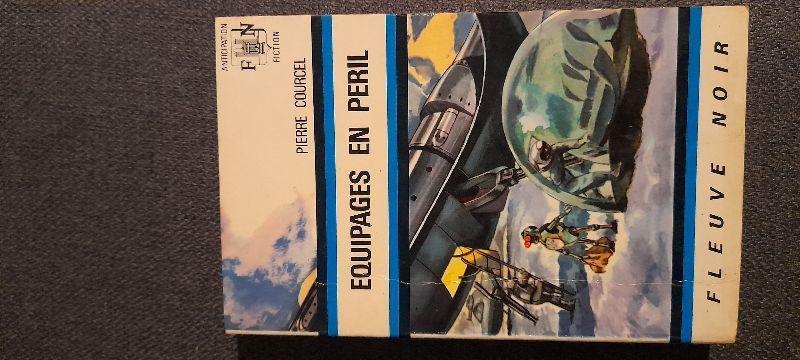 ANTICIPATION
FN
FICTION
PIERRE COURCEL
EQUIPAGES EN PERIL
FLEUVE NOIR